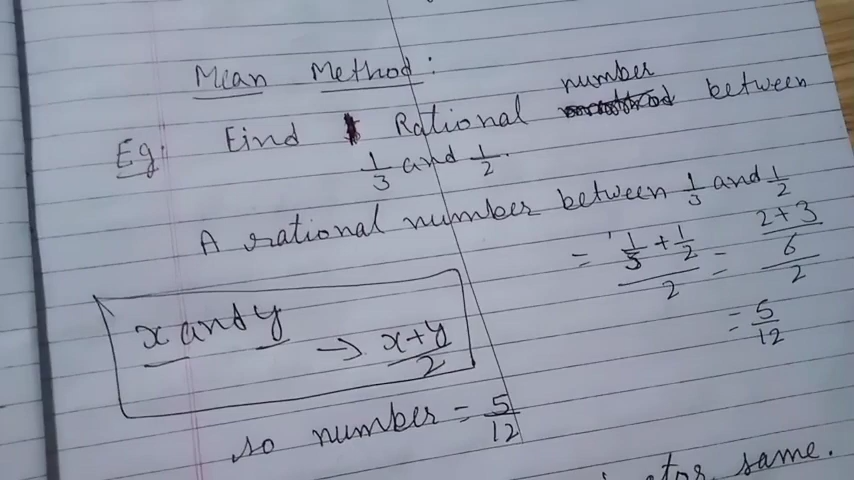 Mean Method:
Eg: Find Rational number between
1/3 and 1/2.
A rational number between 1/3 and 1/2
= (1/3 + 1/2)/2 = ((2+3)/6)/2
= 5/12
x and y
→ (x+y)/2
so number = 5/12
same.